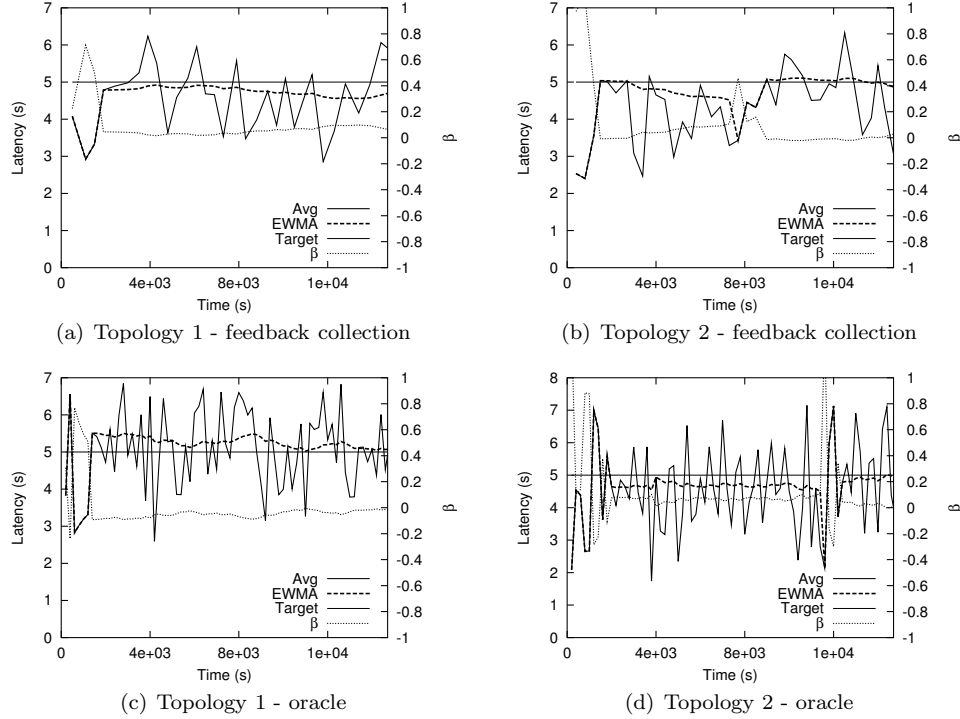 7
6
5
4
3
2
1
0
Latency (s)
1
0.8
0.6
0.4
0.2
0
-0.2
-0.4
-0.6
-0.8
-1
β
Avg
EWMA
Target
β
0 4e+03 8e+03 1e+04
Time (s)
(a) Topology 1 - feedback collection
7
6
5
4
3
2
1
0
Latency (s)
1
0.8
0.6
0.4
0.2
0
-0.2
-0.4
-0.6
-0.8
-1
β
Avg
EWMA
Target
β
0 4e+03 8e+03 1e+04
Time (s)
(b) Topology 2 - feedback collection
7
6
5
4
3
2
1
0
Latency (s)
1
0.8
0.6
0.4
0.2
0
-0.2
-0.4
-0.6
-0.8
-1
β
Avg
EWMA
Target
β
0 4e+03 8e+03 1e+04
Time (s)
(c) Topology 1 - oracle
8
7
6
5
4
3
2
1
0
Latency (s)
1
0.8
0.6
0.4
0.2
0
-0.2
-0.4
-0.6
-0.8
-1
β
Avg
EWMA
Target
β
0 4e+03 8e+03 1e+04
Time (s)
(d) Topology 2 - oracle